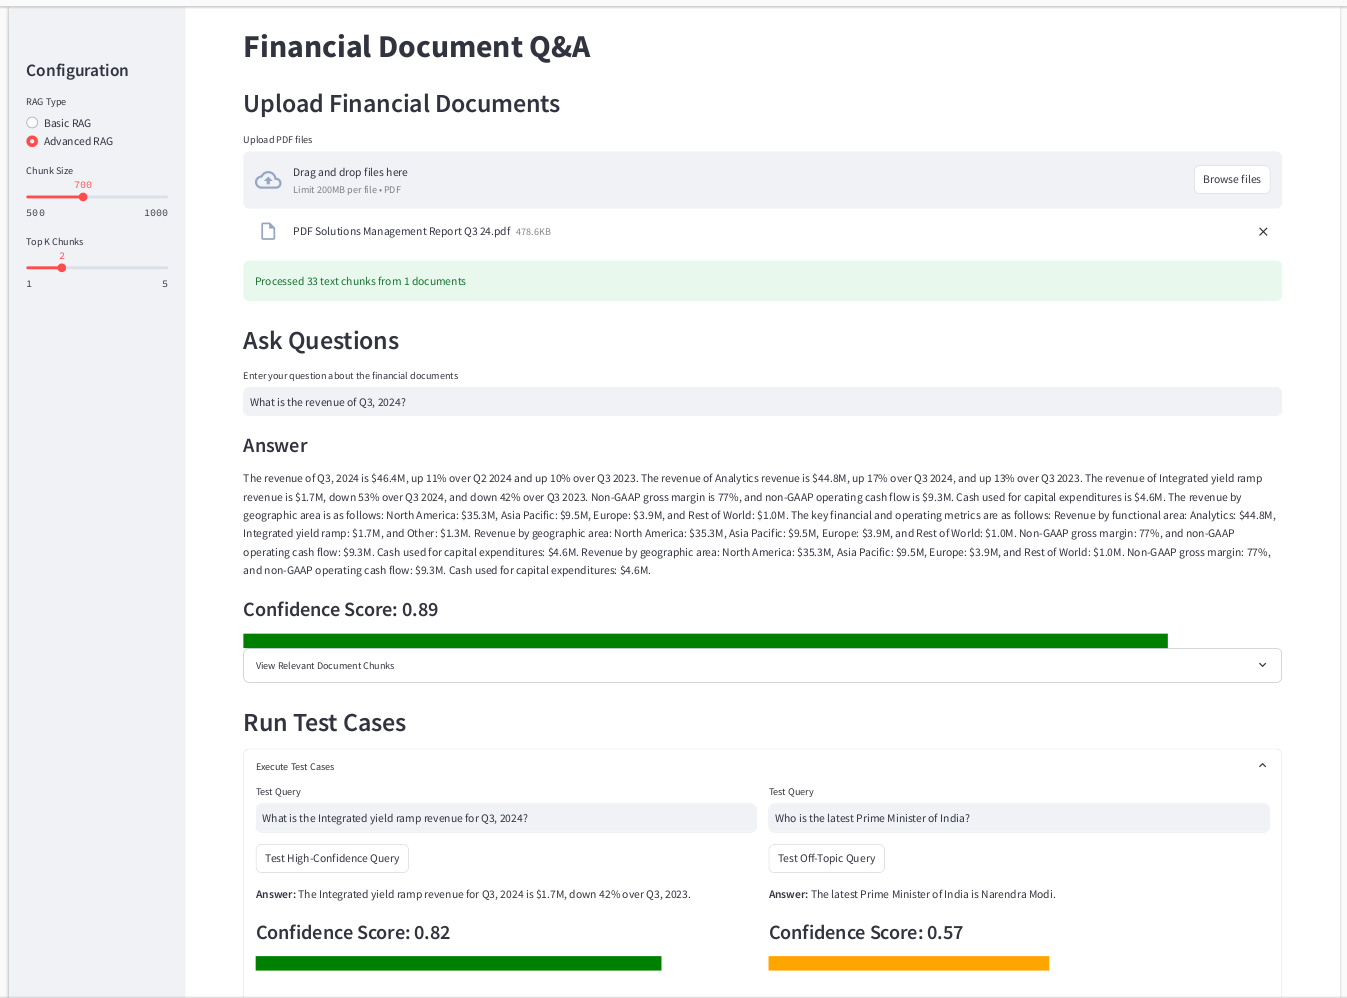 Configuration
RAG Type
Basic RAG
Advanced RAG
Chunk Size
700
500 1000
Top K Chunks
2
1 5
Financial Document Q&A
Upload Financial Documents
Upload PDF files
Drag and drop files here
Limit 200MB per file • PDF
Browse files
PDF Solutions Management Report Q3 24.pdf 478.6KB
Processed 33 text chunks from 1 documents
Ask Questions
Enter your question about the financial documents
What is the revenue of Q3, 2024?
Answer
The revenue of Q3, 2024 is $46.4M, up 11% over Q2 2024 and up 10% over Q3 2023. The revenue of Analytics revenue is $44.8M, up 17% over Q3 2024, and up 13% over Q3 2023. The revenue of Integrated yield ramp
revenue is $1.7M, down 53% over Q3 2024, and down 42% over Q3 2023. Non-GAAP gross margin is 77%, and non-GAAP operating cash flow is $9.3M. Cash used for capital expenditures is $4.6M. The revenue by
geographic area is as follows: North America: $35.3M, Asia Pacific: $9.5M, Europe: $3.9M, and Rest of World: $1.0M. The key financial and operating metrics are as follows: Revenue by functional area: Analytics: $44.8M,
Integrated yield ramp: $1.7M, and Other: $1.3M. Revenue by geographic area: North America: $35.3M, Asia Pacific: $9.5M, Europe: $3.9M, and Rest of World: $1.0M. Non-GAAP gross margin: 77%, and non-GAAP
operating cash flow: $9.3M. Cash used for capital expenditures: $4.6M. Revenue by geographic area: North America: $35.3M, Asia Pacific: $9.5M, Europe: $3.9M, and Rest of World: $1.0M. Non-GAAP gross margin: 77%,
and non-GAAP operating cash flow: $9.3M. Cash used for capital expenditures: $4.6M.
Confidence Score: 0.89
View Relevant Document Chunks
Run Test Cases
Execute Test Cases
Test Query
What is the Integrated yield ramp revenue for Q3, 2024?
Test High-Confidence Query
Answer: The Integrated yield ramp revenue for Q3, 2024 is $1.7M, down 42% over Q3, 2023.
Confidence Score: 0.82
Test Query
Who is the latest Prime Minister of India?
Test Off-Topic Query
Answer: The latest Prime Minister of India is Narendra Modi.
Confidence Score: 0.57